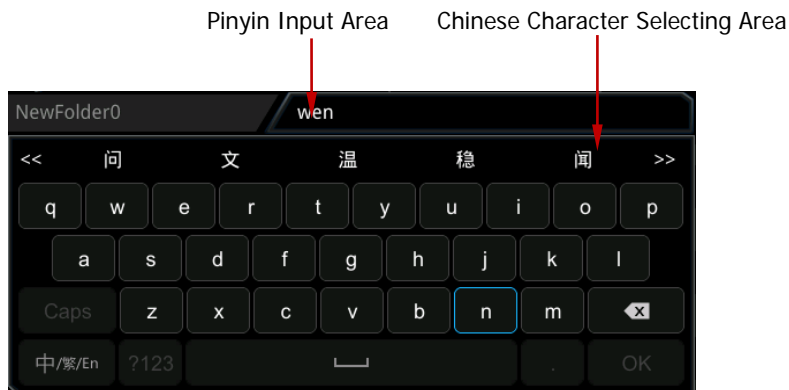 Pinyin Input Area Chinese Character Selecting Area
NewFolder0 wen
<< 问 文 温 稳 闻 >>
q w e r t y u i o p
a s d f g h j k l
Caps z x c v b n m x
中/繁/En ?123 . OK